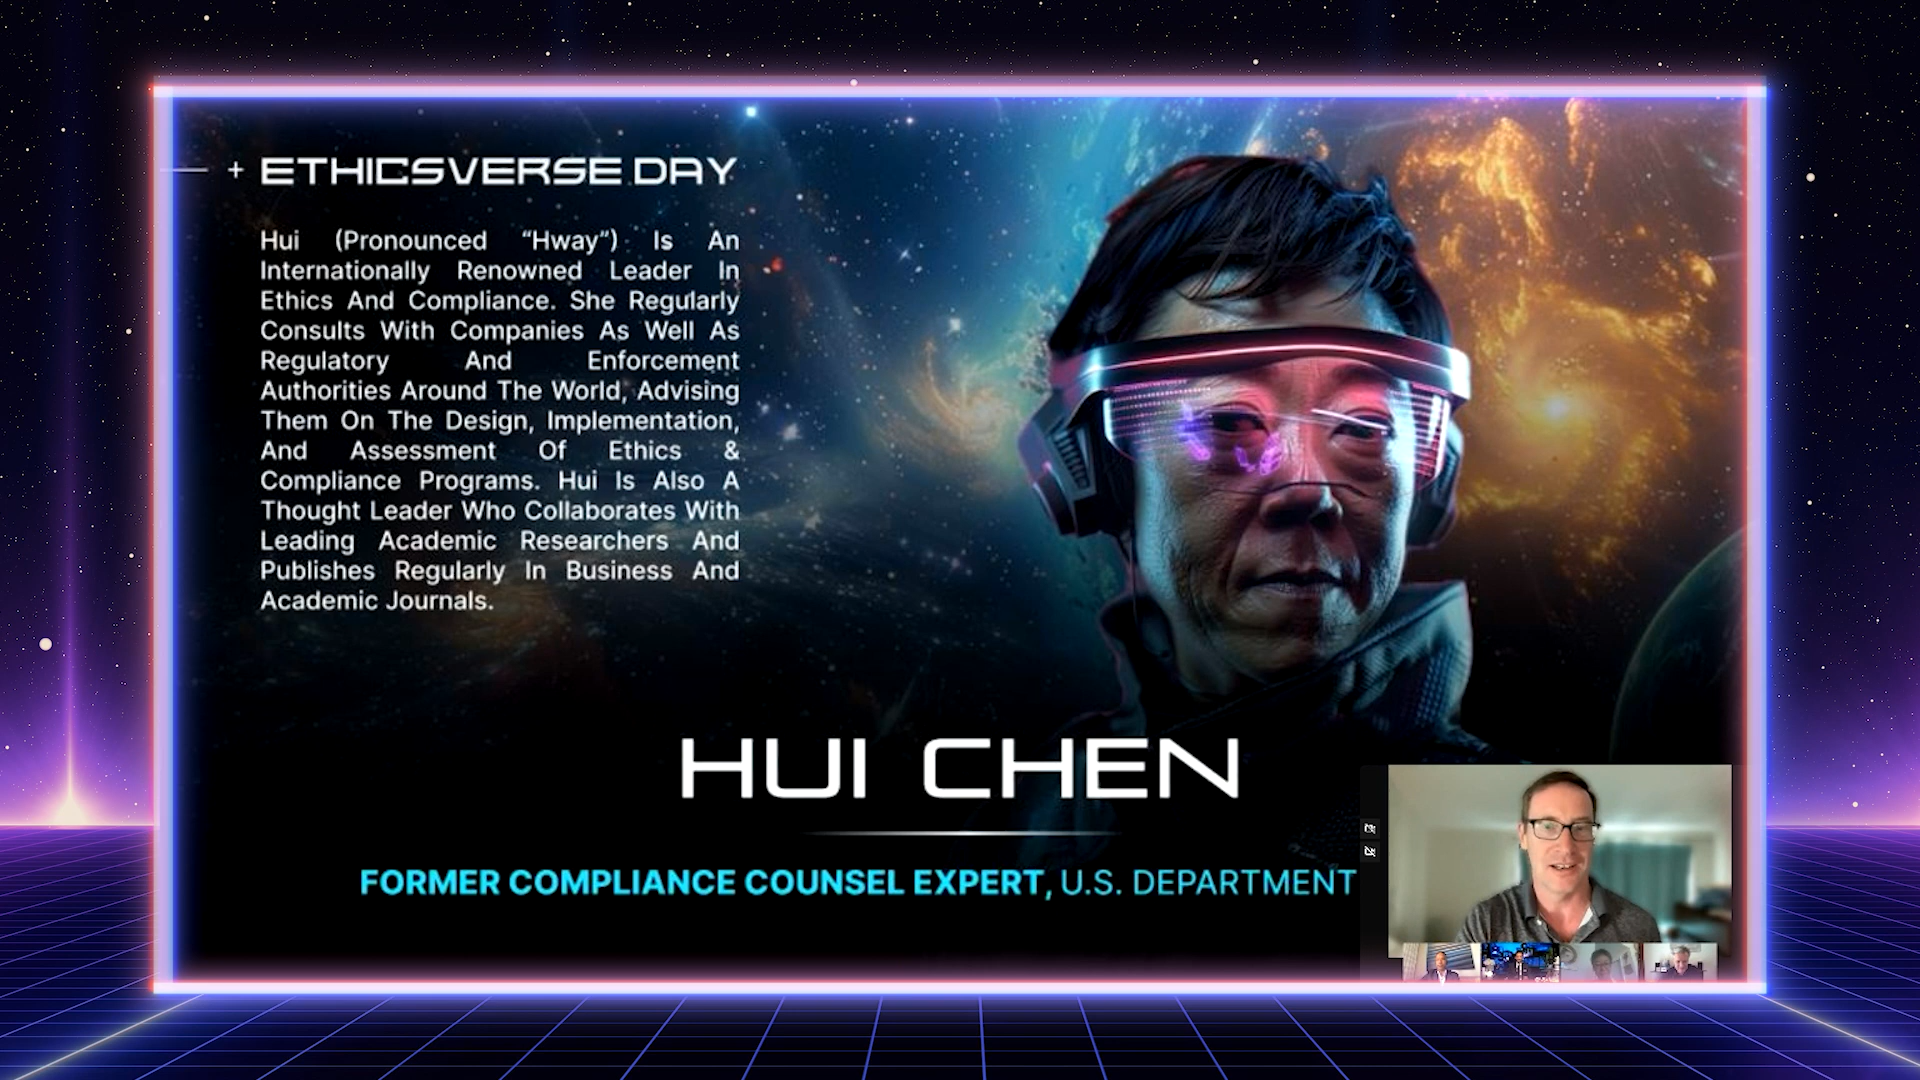 + ETHICSVERSE DAY
Hui (Pronounced “Hway”) Is An
Internationally Renowned Leader In
Ethics And Compliance. She Regularly
Consults With Companies As Well As
Regulatory And Enforcement
Authorities Around The World, Advising
Them On The Design, Implementation,
And Assessment Of Ethics &
Compliance Programs. Hui Is Also A
Thought Leader Who Collaborates With
Leading Academic Researchers And
Publishes Regularly In Business And
Academic Journals.
HUI CHEN
FORMER COMPLIANCE COUNSEL EXPERT, U.S. DEPARTMENT